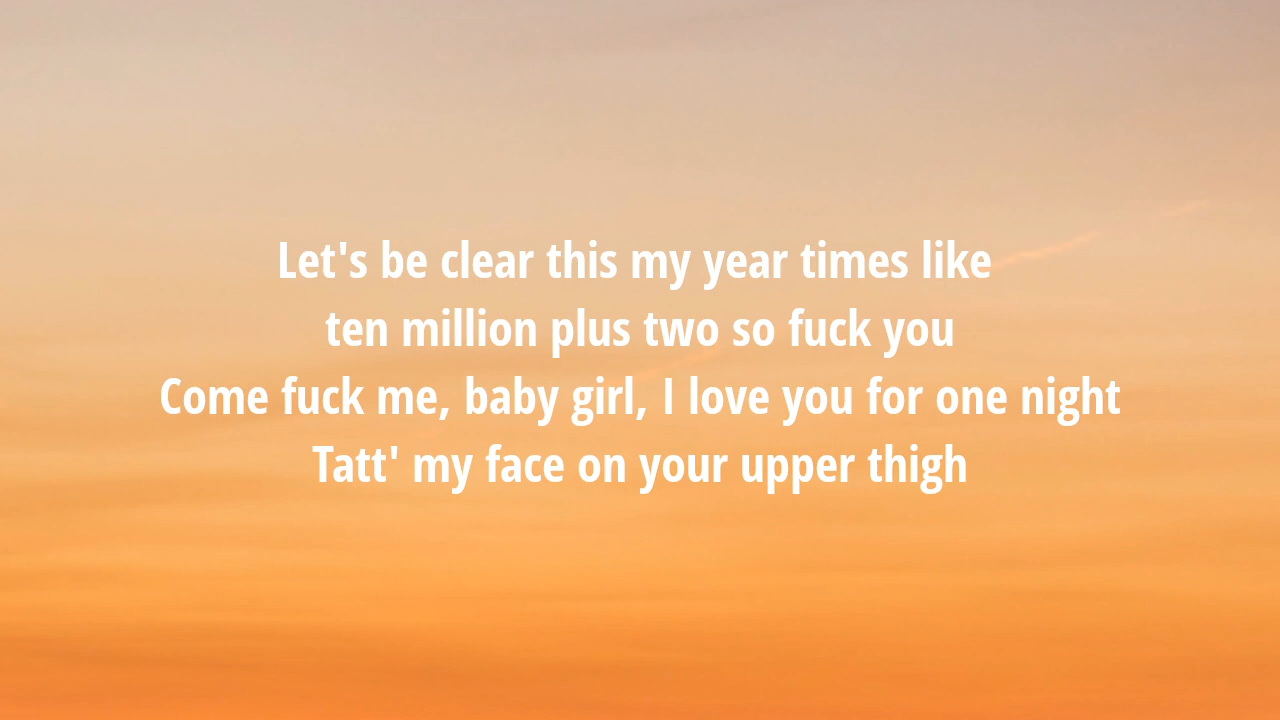 Let's be clear this my year times like
ten million plus two so fuck you
Come fuck me, baby girl, I love you for one night
Tatt' my face on your upper thigh